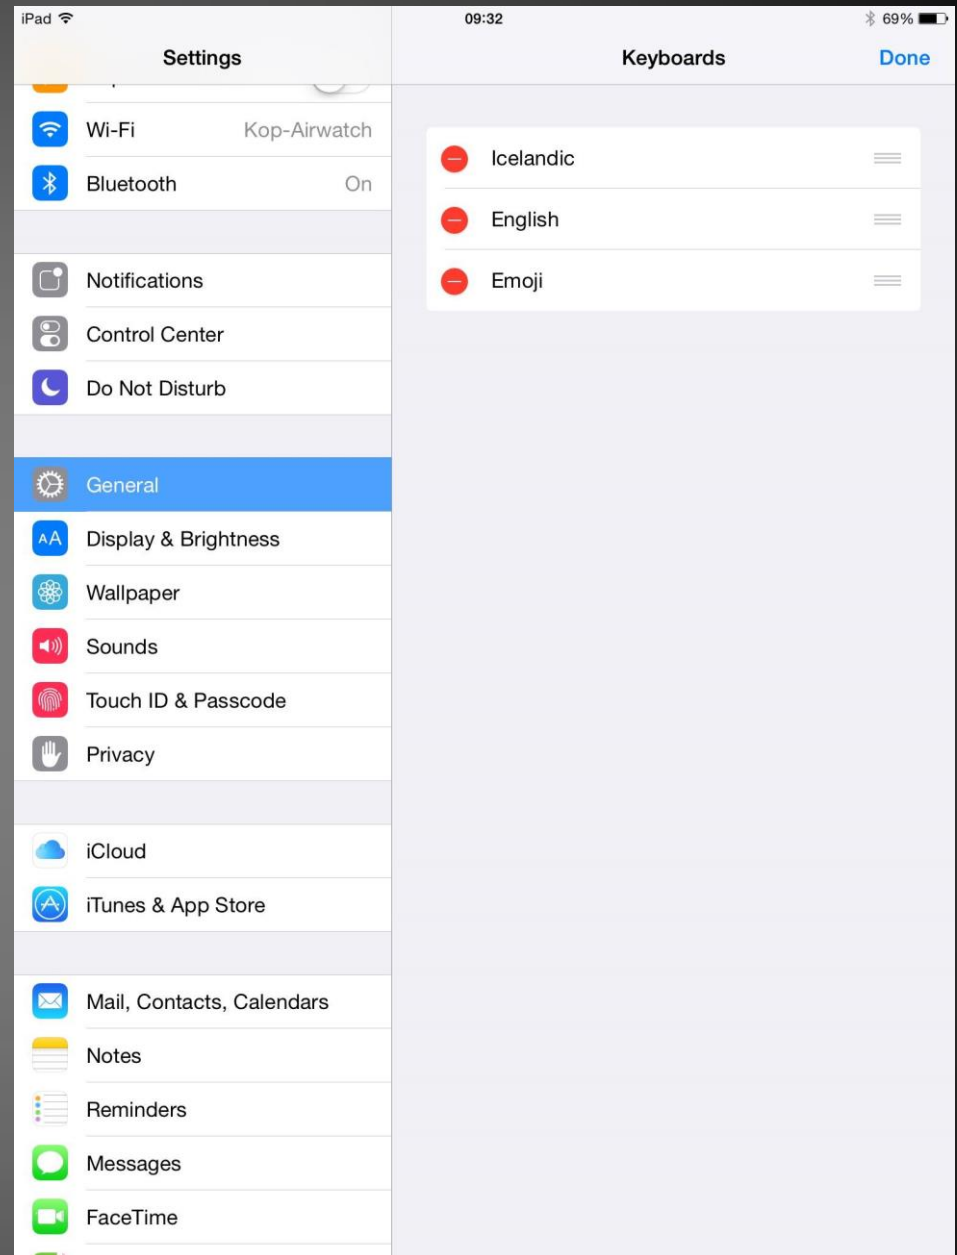 iPad 09:32 69%
Settings
Keyboards Done
Wi-Fi Kop-Airwatch
Bluetooth On
Notifications
Control Center
Do Not Disturb
General
AA Display & Brightness
Wallpaper
Sounds
Touch ID & Passcode
Privacy
iCloud
iTunes & App Store
Mail, Contacts, Calendars
Notes
Reminders
Messages
FaceTime
Icelandic
English
Emoji